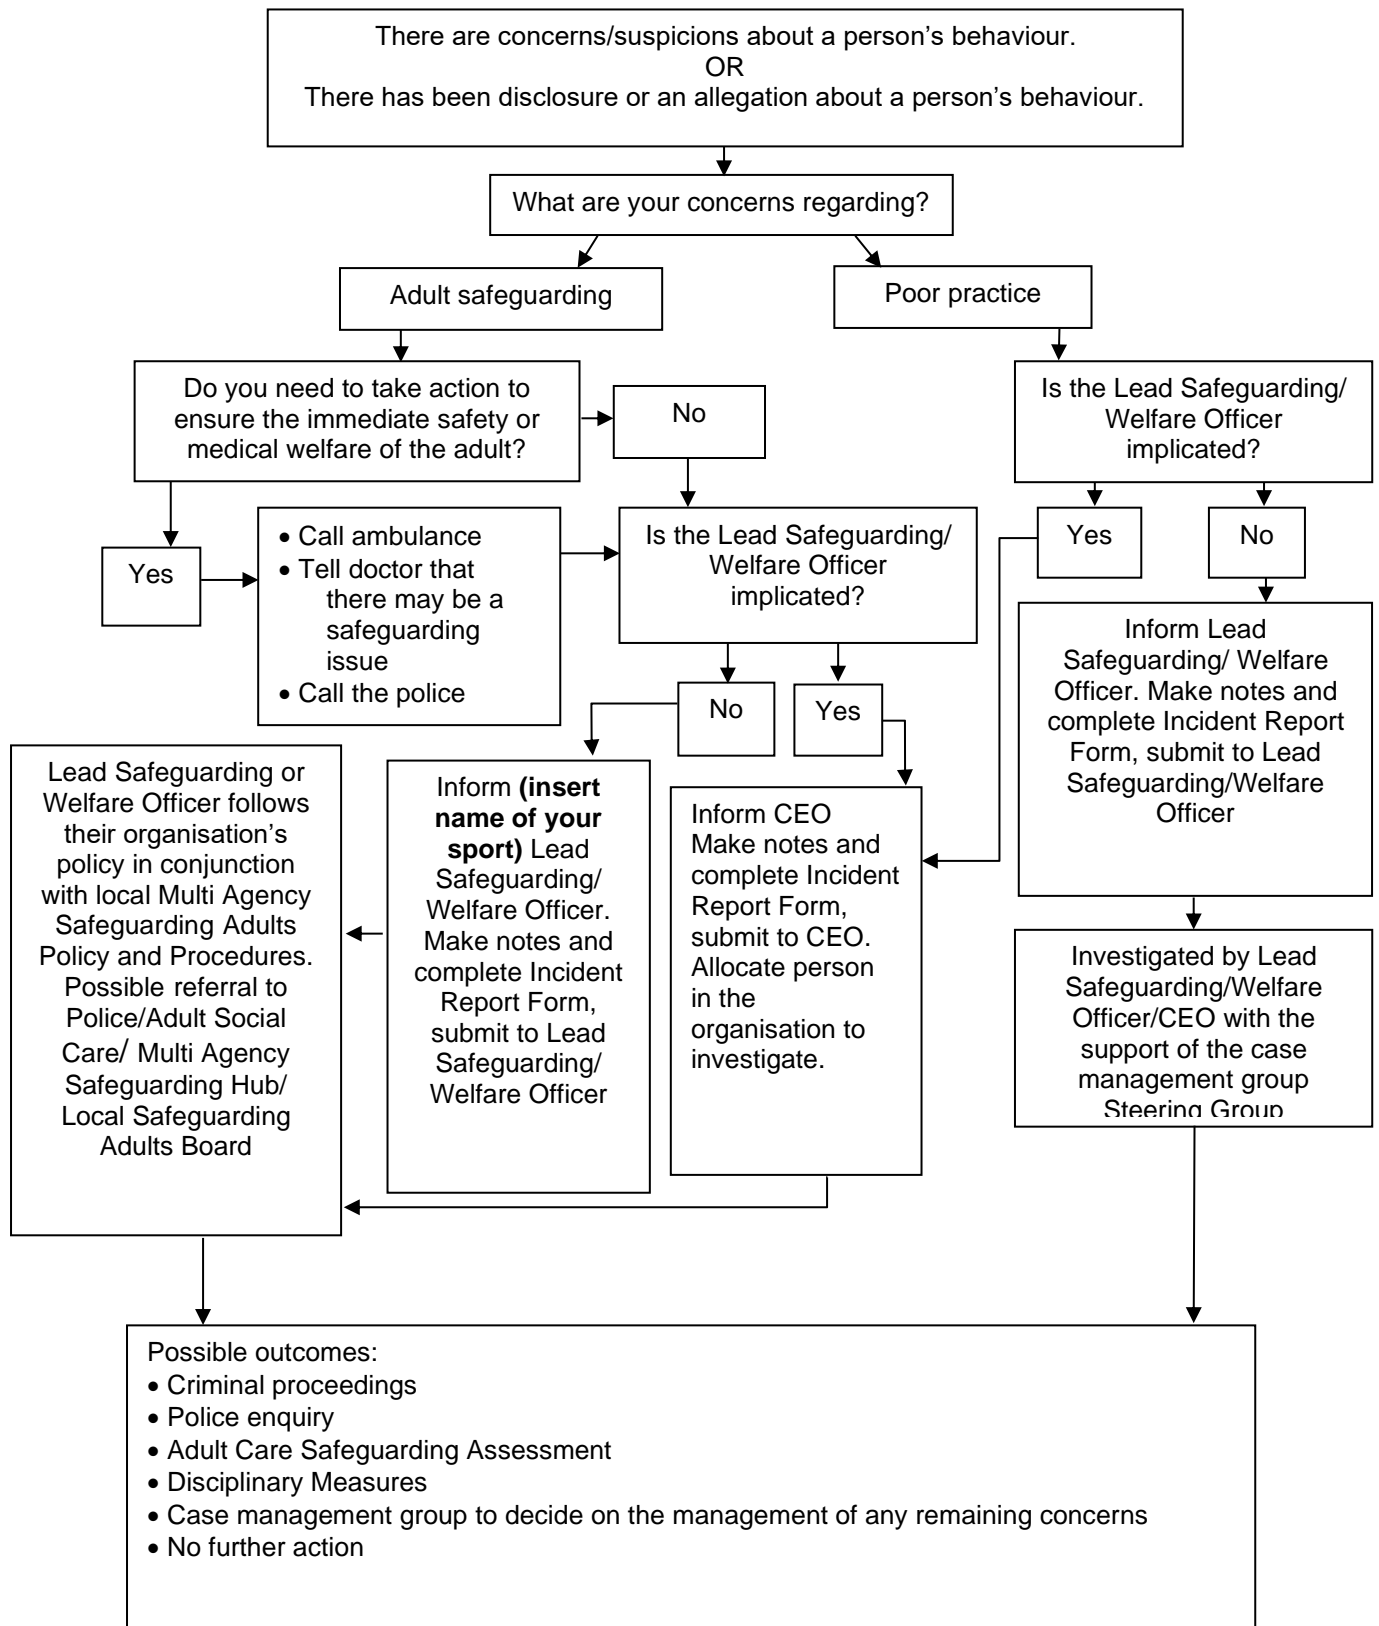 There are concerns/suspicions about a person’s behaviour.
OR
There has been disclosure or an allegation about a person’s behaviour.
What are your concerns regarding?
Adult safeguarding
Poor practice
Do you need to take action to
ensure the immediate safety or
medical welfare of the adult?
No
Is the Lead Safeguarding/
Welfare Officer
implicated?
Yes
• Call ambulance
• Tell doctor that
there may be a
safeguarding
issue
• Call the police
Is the Lead Safeguarding/
Welfare Officer
implicated?
Yes
No
No
Yes
Inform Lead
Safeguarding/ Welfare
Officer. Make notes and
complete Incident Report
Form, submit to Lead
Safeguarding/Welfare
Officer
Lead Safeguarding or
Welfare Officer follows
their organisation’s
policy in conjunction
with local Multi Agency
Safeguarding Adults
Policy and Procedures.
Possible referral to
Police/Adult Social
Care/ Multi Agency
Safeguarding Hub/
Local Safeguarding
Adults Board
Inform (insert
name of your
sport) Lead
Safeguarding/
Welfare Officer.
Make notes and
complete Incident
Report Form,
submit to Lead
Safeguarding/
Welfare Officer
Inform CEO
Make notes and
complete Incident
Report Form,
submit to CEO.
Allocate person
in the
organisation to
investigate.
Investigated by Lead
Safeguarding/Welfare
Officer/CEO with the
support of the case
management group
Steering Group
Possible outcomes:
• Criminal proceedings
• Police enquiry
• Adult Care Safeguarding Assessment
• Disciplinary Measures
• Case management group to decide on the management of any remaining concerns
• No further action